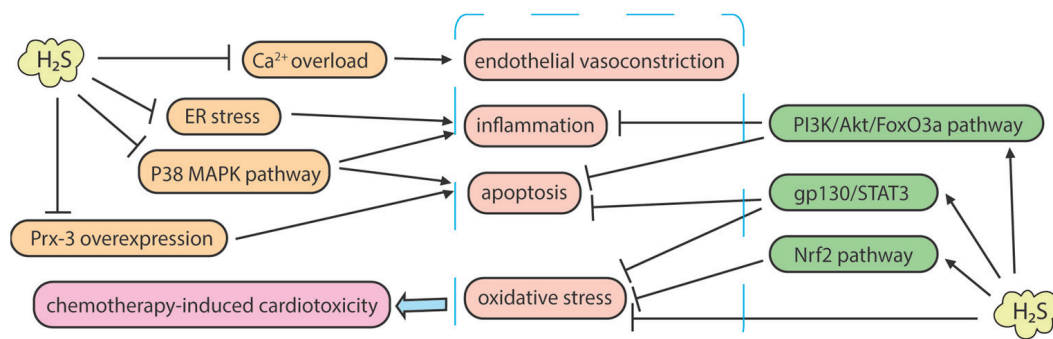 H₂S
Ca²⁺ overload
endothelial vasoconstriction
ER stress
inflammation
PI3K/Akt/FoxO3a pathway
P38 MAPK pathway
apoptosis
gp130/STAT3
Prx-3 overexpression
Nrf2 pathway
chemotherapy-induced cardiotoxicity
oxidative stress
H₂S